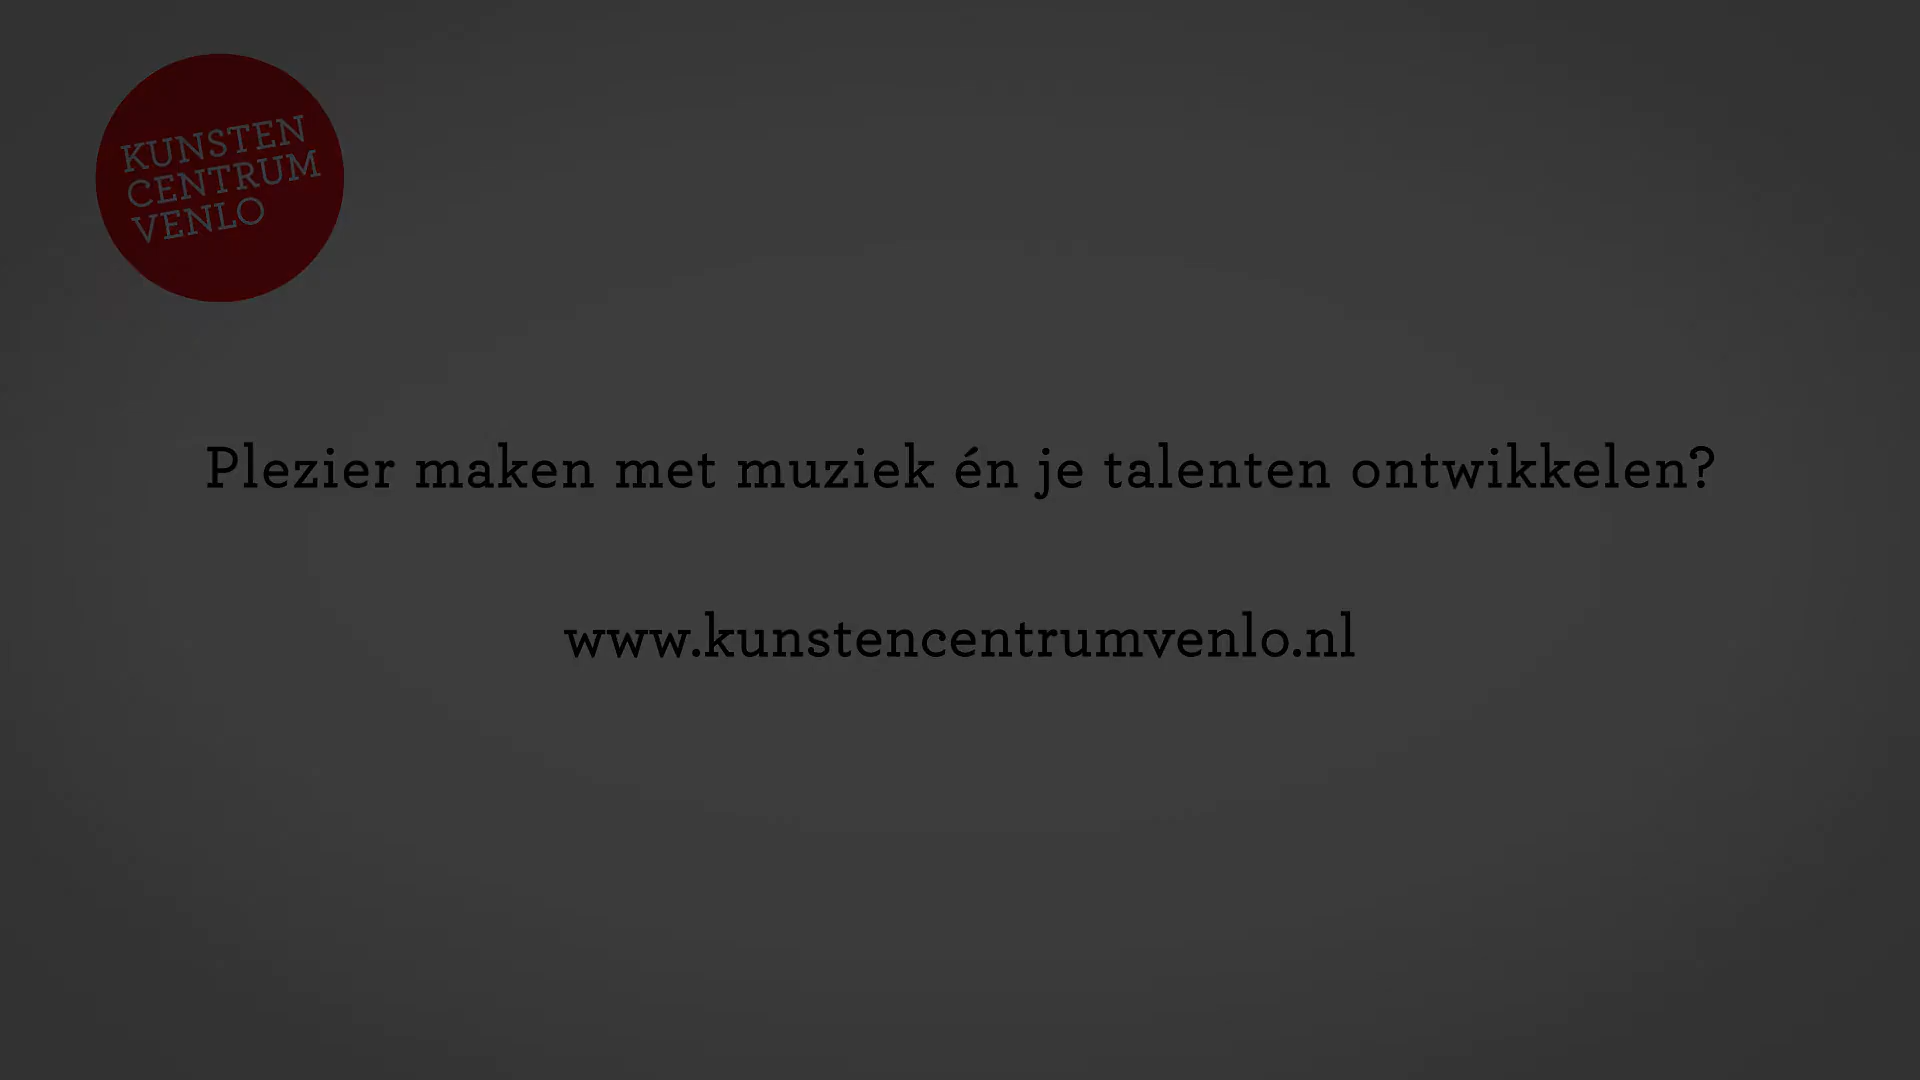 KUNSTEN
CENTRUM
VENLO
Plezier maken met muziek én je talenten ontwikkelen?
www.kunstencentrumvenlo.nl